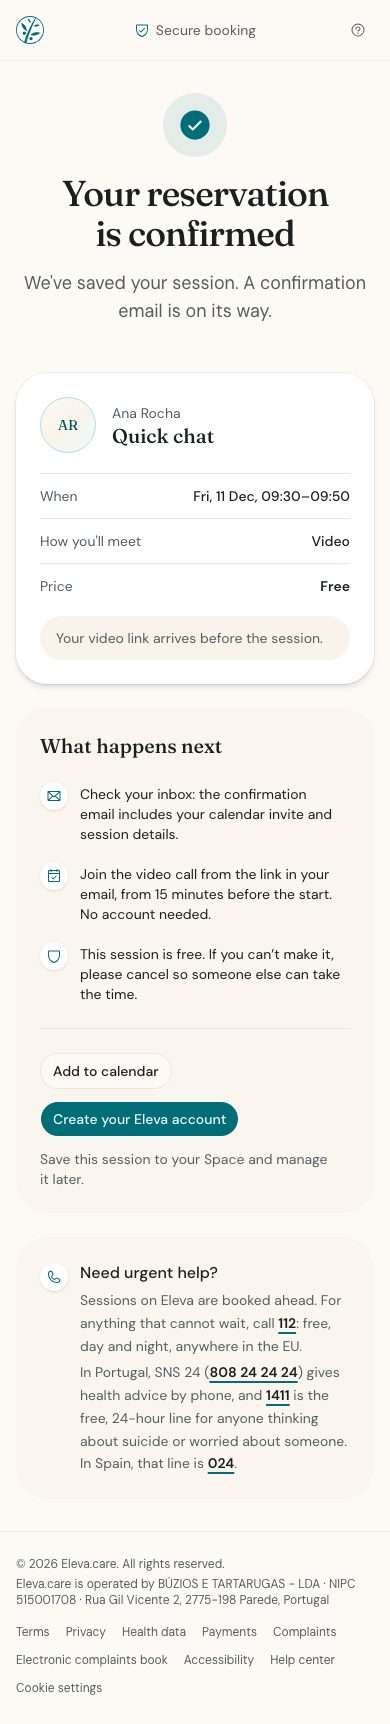 Secure booking
Your reservation
is confirmed
We've saved your session. A confirmation
email is on its way.
AR
Ana Rocha
Quick chat
When
Fri, 11 Dec, 09:30–09:50
How you'll meet
Video
Price
Free
Your video link arrives before the session.
What happens next
Check your inbox: the confirmation
email includes your calendar invite and
session details.
Join the video call from the link in your
email, from 15 minutes before the start.
No account needed.
This session is free. If you can’t make it,
please cancel so someone else can take
the time.
Add to calendar
Create your Eleva account
Save this session to your Space and manage
it later.
Need urgent help?
Sessions on Eleva are booked ahead. For
anything that cannot wait, call 112: free,
day and night, anywhere in the EU.
In Portugal, SNS 24 (808 24 24 24) gives
health advice by phone, and 1411 is the
free, 24-hour line for anyone thinking
about suicide or worried about someone.
In Spain, that line is 024.
© 2026 Eleva.care. All rights reserved.
Eleva.care is operated by BÚZIOS E TARTARUGAS - LDA · NIPC
515001708 · Rua Gil Vicente 2, 2775-198 Parede, Portugal
Terms Privacy Health data Payments Complaints
Electronic complaints book Accessibility Help center
Cookie settings